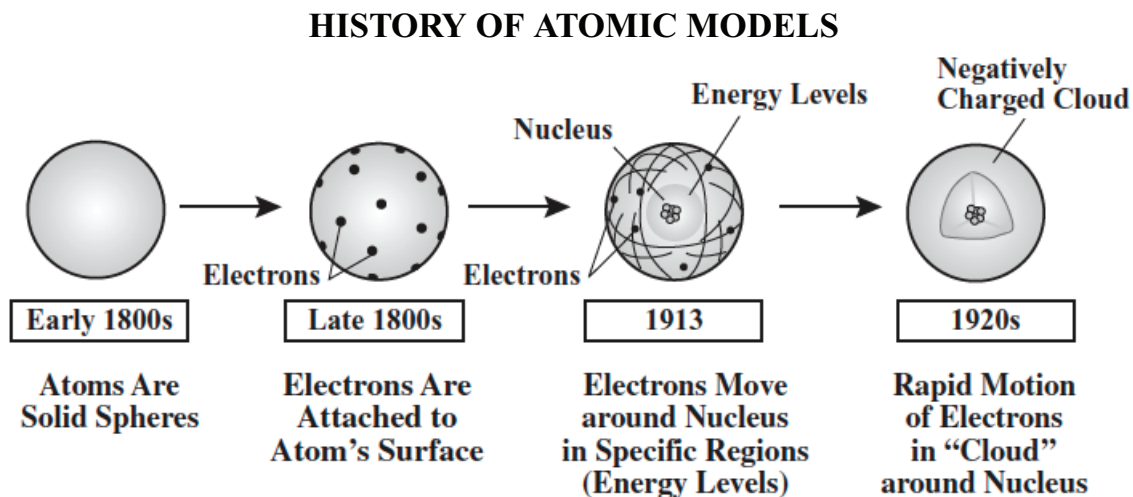 HISTORY OF ATOMIC MODELS
Negatively
Charged Cloud
Energy Levels
Nucleus
Electrons
Electrons
Early 1800s
Late 1800s
1913
1920s
Atoms Are
Solid Spheres
Electrons Are
Attached to
Atom's Surface
Electrons Move
around Nucleus
in Specific Regions
(Energy Levels)
Rapid Motion
of Electrons
in “Cloud”
around Nucleus